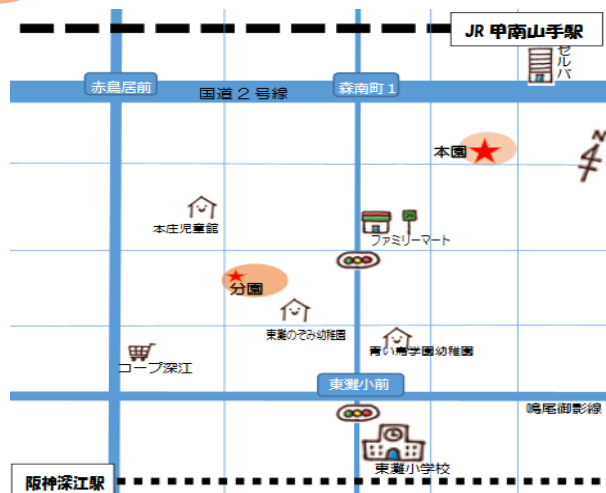 JR 甲南山手駅
セルバ
赤鳥居前
国道２号線
森南町１
本園
N
本庄児童館
ファミリーマート
分園
東灘のぞみ幼稚園
青い鳥学園幼稚園
コープ深江
東灘小前
鳴尾御影線
東灘小学校
阪神深江駅